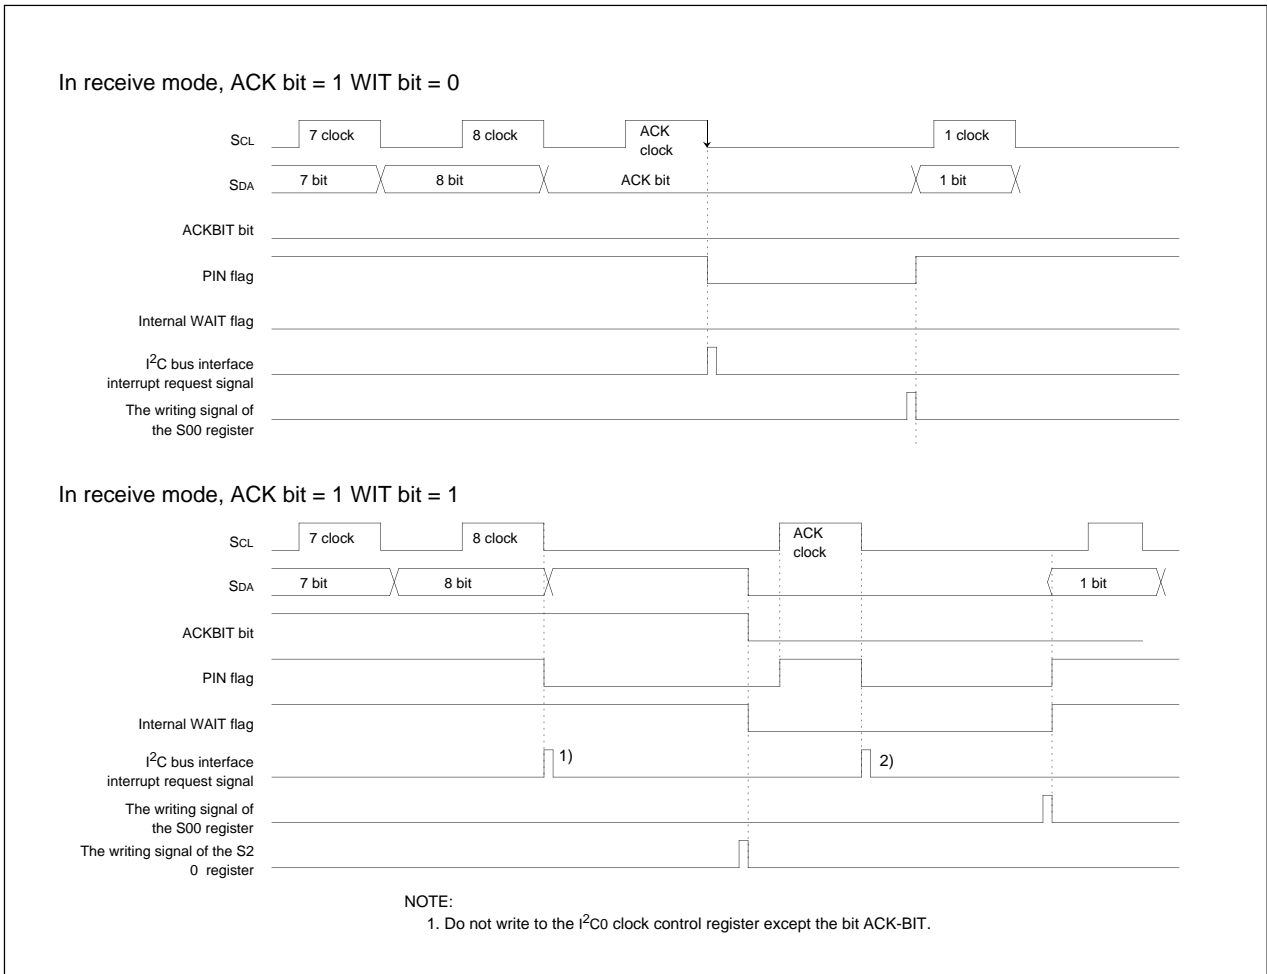 In receive mode, ACK bit = 1 WIT bit = 0
SCL
7 clock
8 clock
ACK
clock
1 clock
SDA
7 bit
8 bit
ACK bit
1 bit
ACKBIT bit
PIN flag
Internal WAIT flag
I2C bus interface
interrupt request signal
The writing signal of
the S00 register
In receive mode, ACK bit = 1 WIT bit = 1
SCL
7 clock
8 clock
ACK
clock
SDA
7 bit
8 bit
1 bit
ACKBIT bit
PIN flag
Internal WAIT flag
I2C bus interface
interrupt request signal
1)
2)
The writing signal of
the S00 register
The writing signal of the S2
0 register
NOTE:
1. Do not write to the I2C0 clock control register except the bit ACK-BIT.